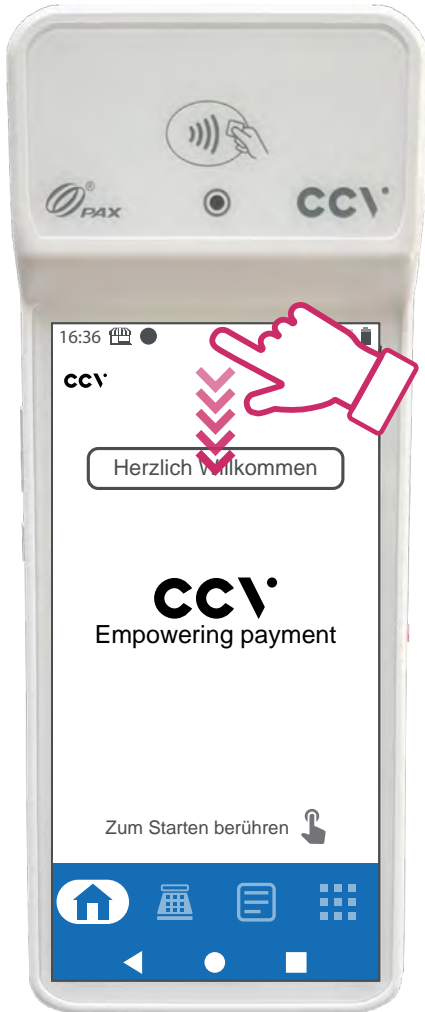 PAX
CCV
16:36
CCV
Herzlich Willkommen
CCV
Empowering payment
Zum Starten berühren